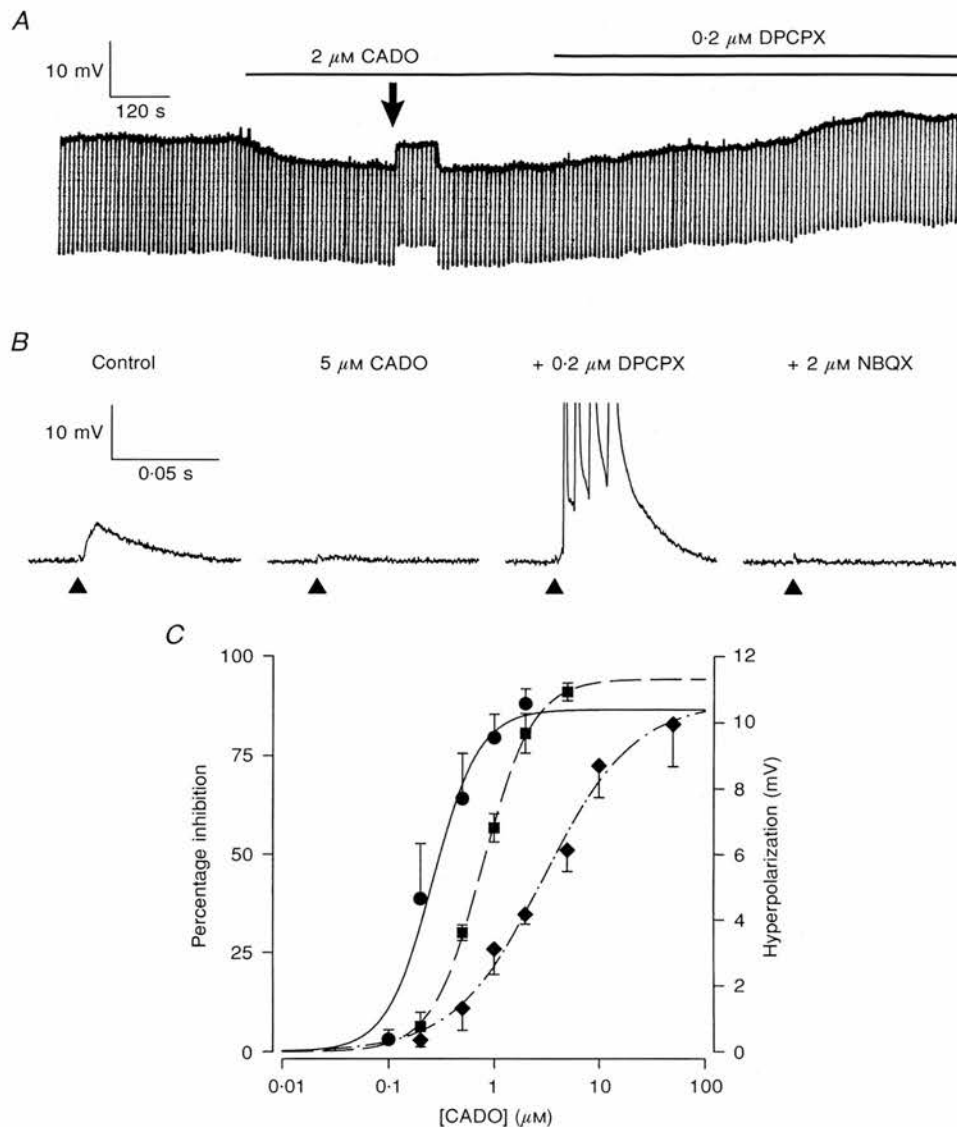 A
10 mV
120 s
2 μM CADO
0·2 μM DPCPX
B
Control
5 μM CADO
+ 0·2 μM DPCPX
+ 2 μM NBQX
10 mV
0·05 s
C
Percentage inhibition
100
75
50
25
0
12
10
8
6
4
2
0
Hyperpolarization (mV)
0·01
0·1
1
10
100
[CADO] (μM)